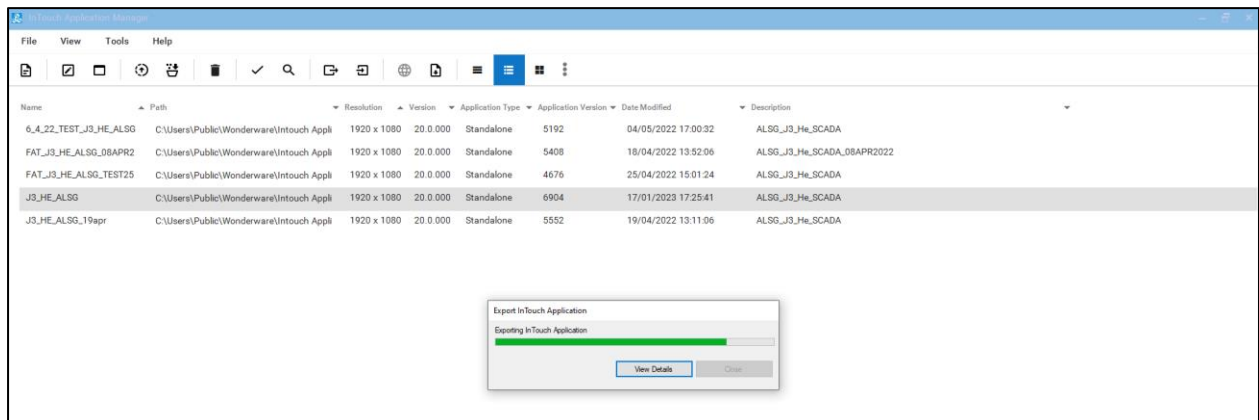 InTouch Application Manager
File View Tools Help
Name Path Resolution Version Application Type Application Version Date Modified Description
6_4_22_TEST_J3_HE_ALSG C:\Users\Public\Wonderware\Intouch Appli 1920 x 1080 20.0.000 Standalone 5192 04/05/2022 17:00:32 ALSG_J3_He_SCADA
FAT_J3_HE_ALSG_08APR2 C:\Users\Public\Wonderware\Intouch Appli 1920 x 1080 20.0.000 Standalone 5408 18/04/2022 13:52:06 ALSG_J3_He_SCADA_08APR2022
FAT_J3_HE_ALSG_TEST25 C:\Users\Public\Wonderware\Intouch Appli 1920 x 1080 20.0.000 Standalone 4676 25/04/2022 15:01:24 ALSG_J3_He_SCADA
J3_HE_ALSG C:\Users\Public\Wonderware\Intouch Appli 1920 x 1080 20.0.000 Standalone 6904 17/01/2023 17:25:41 ALSG_J3_He_SCADA
J3_HE_ALSG_19apr C:\Users\Public\Wonderware\Intouch Appli 1920 x 1080 20.0.000 Standalone 5552 19/04/2022 13:11:06 ALSG_J3_He_SCADA
Export InTouch Application
Exporting InTouch Application
View Details Close